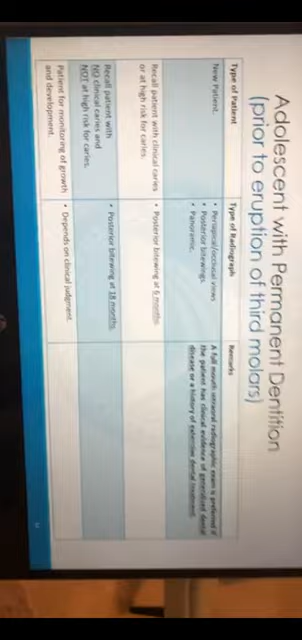 Adolescent with Permanent Dentition
(prior to eruption of third molars)
Type of Patient
Type of Radiograph
Remarks
New Patient.
• Periapical/occlusal views
• Posterior bitewings
• Panoramic.
A full mouth intraoral radiographic exam is preferred if
the patient has clinical evidence of generalized dental
disease or a history of extensive dental treatment.
Recall patient with clinical caries
or at high risk for caries.
• Posterior bitewing at 6 months.
Recall patient with
NO clinical caries and
NOT at high risk for caries.
• Posterior bitewing at 18 months.
Patient for monitoring of growth
and development.
• Depends on clinical judgment.